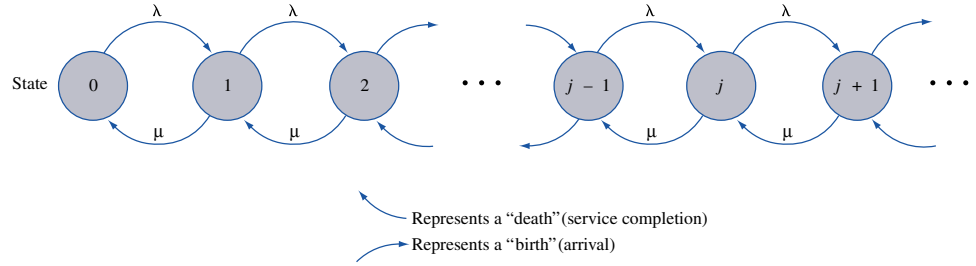 λ λ λ λ
State 0 1 2 • • • j – 1 j j + 1 • • •
μ μ μ μ
Represents a “death”(service completion)
Represents a “birth”(arrival)